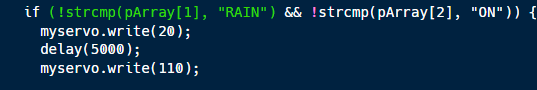 if (!strcmp(pArray[1], "RAIN") && !strcmp(pArray[2], "ON")) {
myservo.write(20);
delay(5000);
myservo.write(110);